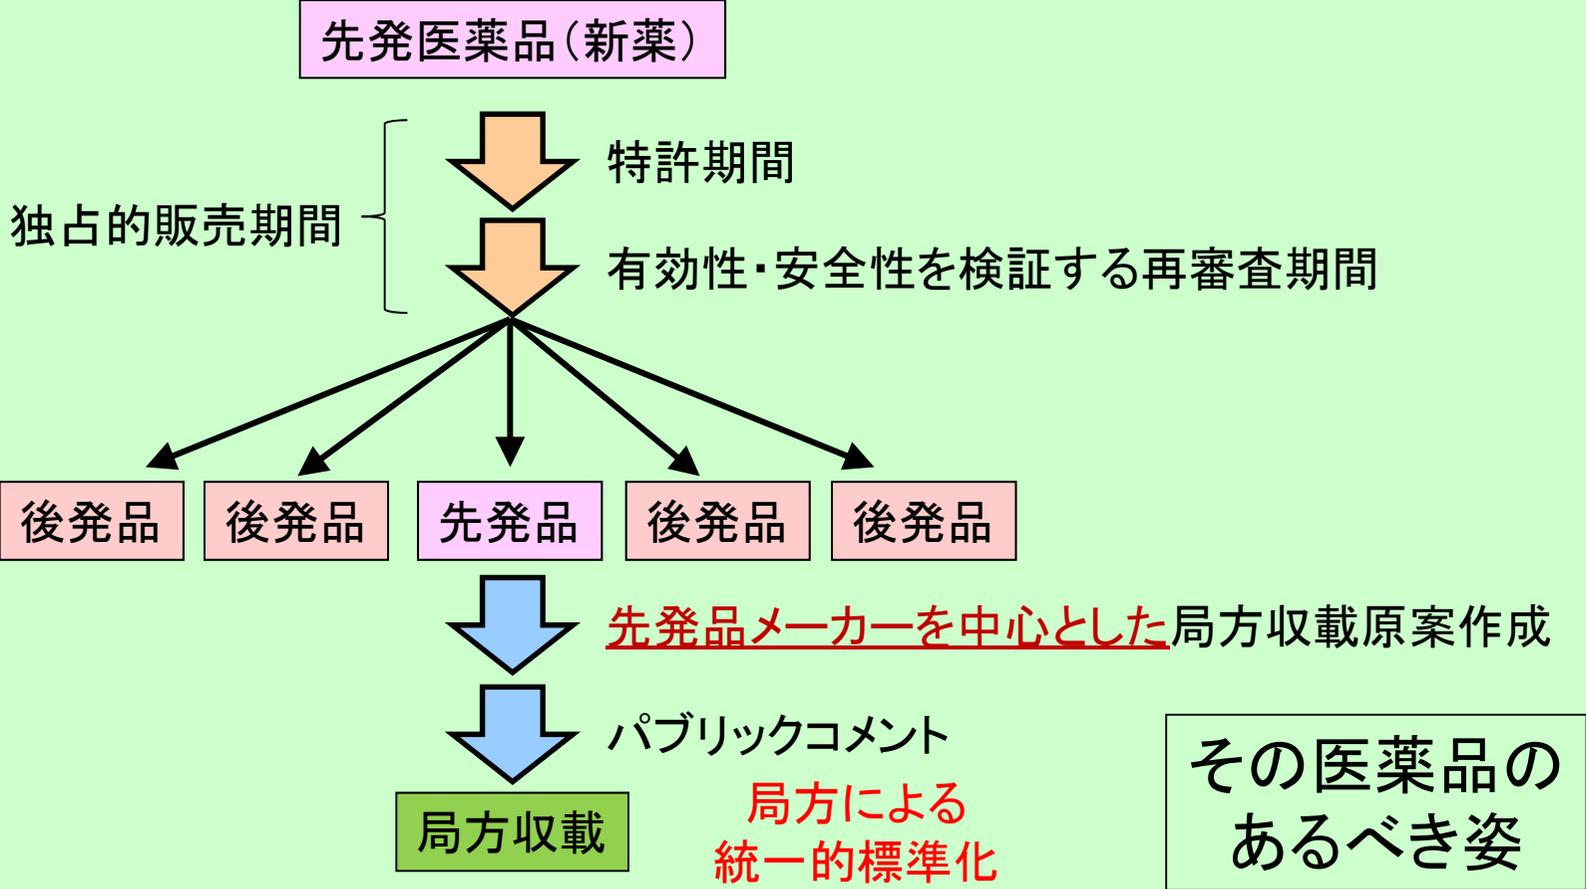 先発医薬品（新薬）
特許期間
独占的販売期間
有効性・安全性を検証する再審査期間
後発品
後発品
先発品
後発品
後発品
先発品メーカーを中心とした局方収載原案作成
パブリックコメント
局方収載
局方による
統一的標準化
その医薬品の
あるべき姿